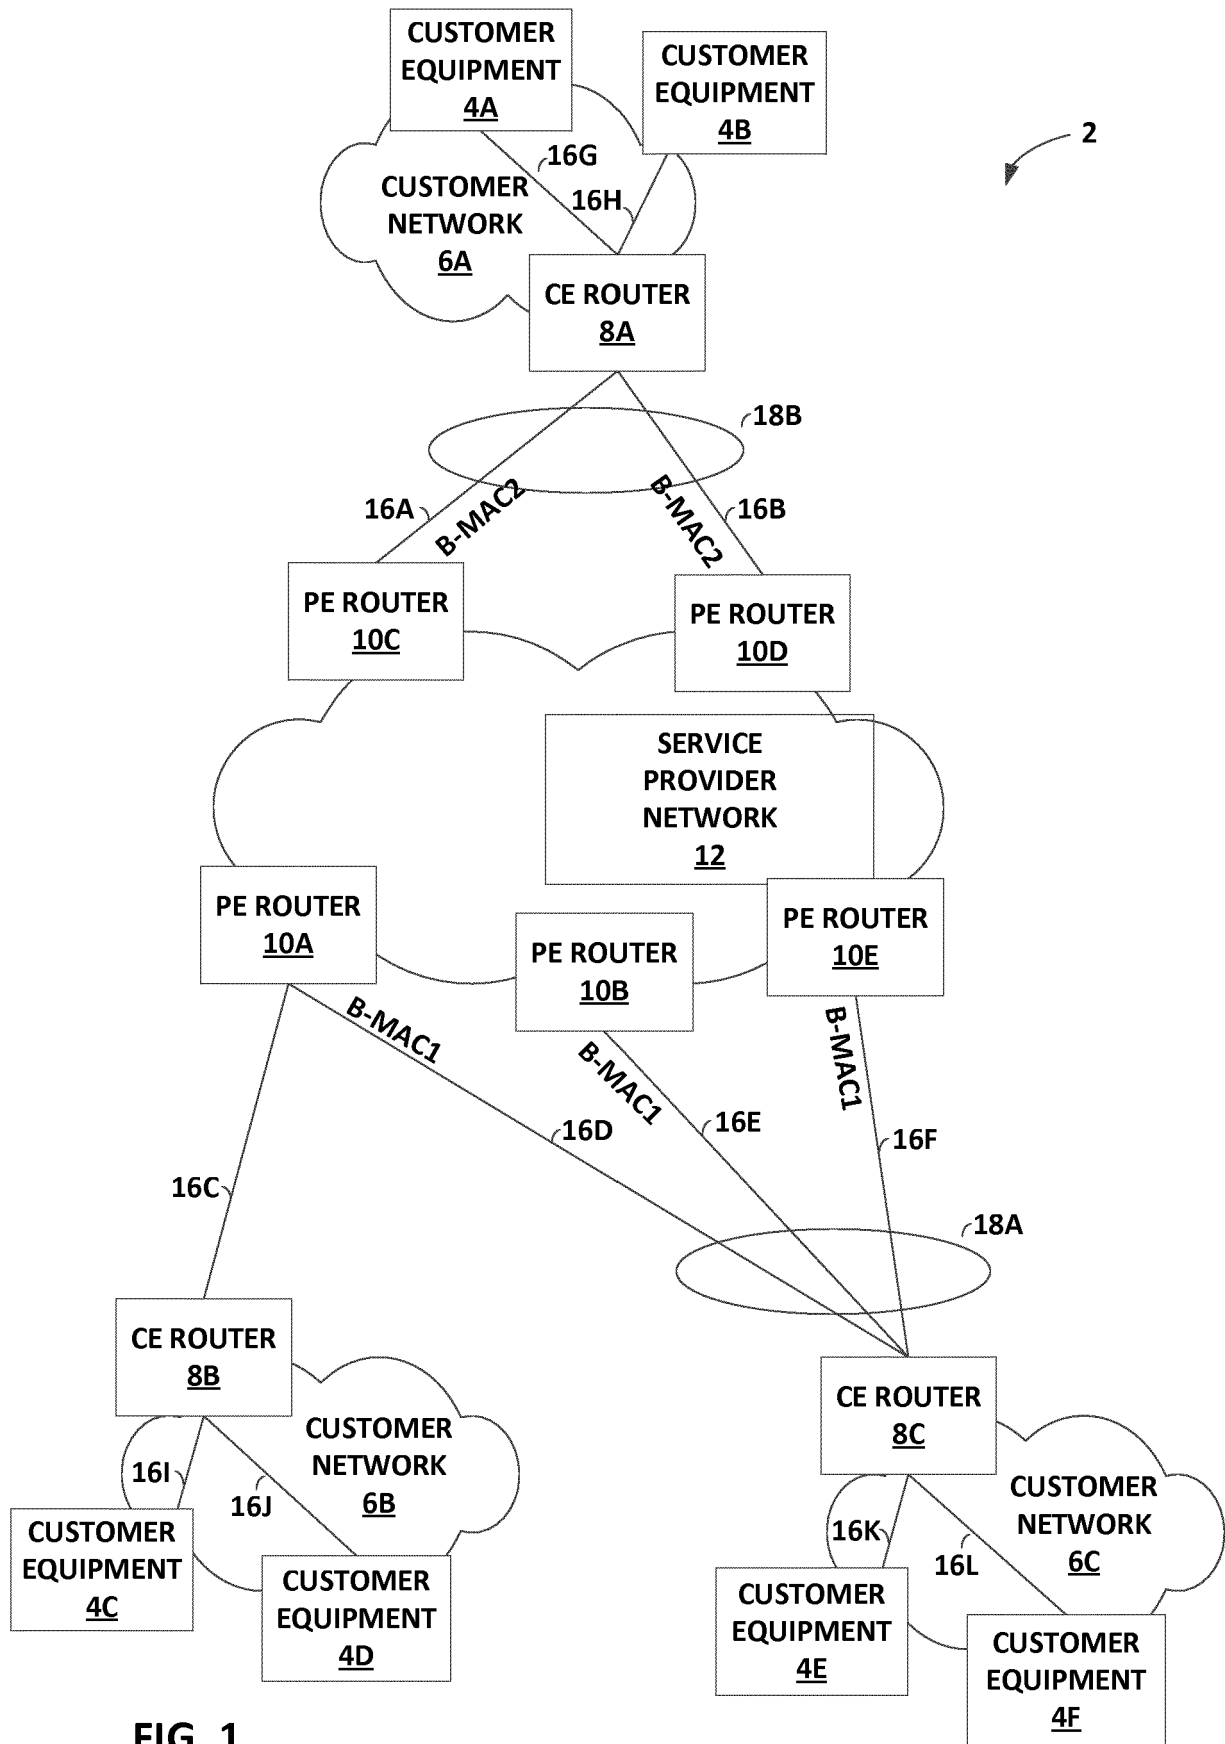 CUSTOMER
EQUIPMENT
4A
CUSTOMER
EQUIPMENT
4B
2
16G
16H
CUSTOMER
NETWORK
6A
CE ROUTER
8A
18B
16A
B-MAC2
B-MAC2
16B
PE ROUTER
10C
PE ROUTER
10D
SERVICE
PROVIDER
NETWORK
12
PE ROUTER
10A
PE ROUTER
10B
PE ROUTER
10E
B-MAC1
B-MAC1
B-MAC1
16D
16E
16F
16C
18A
CE ROUTER
8B
CUSTOMER
NETWORK
6B
16I
16J
CUSTOMER
EQUIPMENT
4C
CUSTOMER
EQUIPMENT
4D
CE ROUTER
8C
CUSTOMER
NETWORK
6C
16K
16L
CUSTOMER
EQUIPMENT
4E
CUSTOMER
EQUIPMENT
4F
FIG. 1